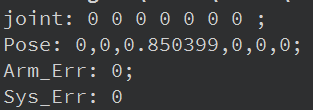 joint: 0 0 0 0 0 0 0 ;
Pose: 0,0,0.850399,0,0,0;
Arm_Err: 0;
Sys_Err: 0